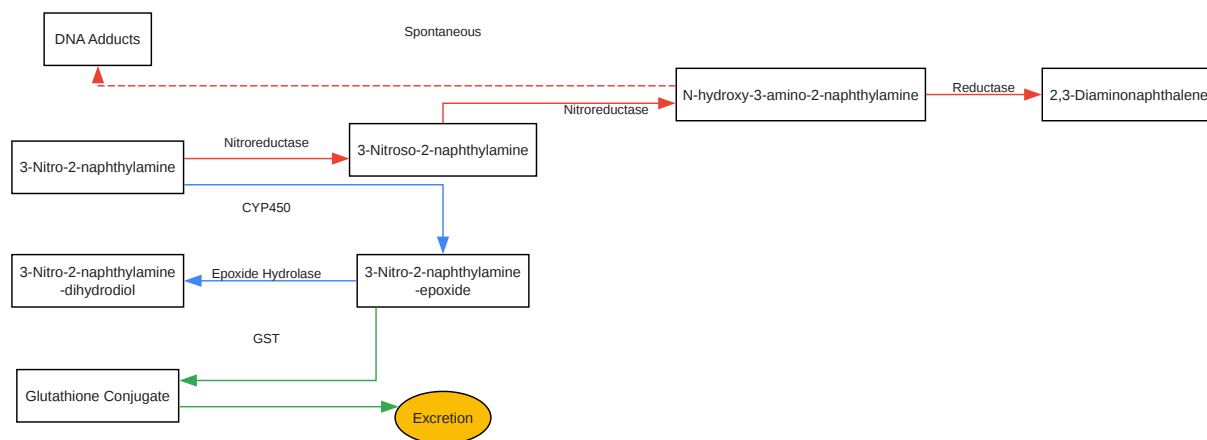 DNA Adducts
Spontaneous
N-hydroxy-3-amino-2-naphthylamine
Reductase
2,3-Diaminonaphthalene
Nitroreductase
Nitroreductase
3-Nitroso-2-naphthylamine
3-Nitro-2-naphthylamine
CYP450
3-Nitro-2-naphthylamine
-dihydrodiol
Epoxide Hydrolase
3-Nitro-2-naphthylamine
-epoxide
GST
Glutathione Conjugate
Excretion